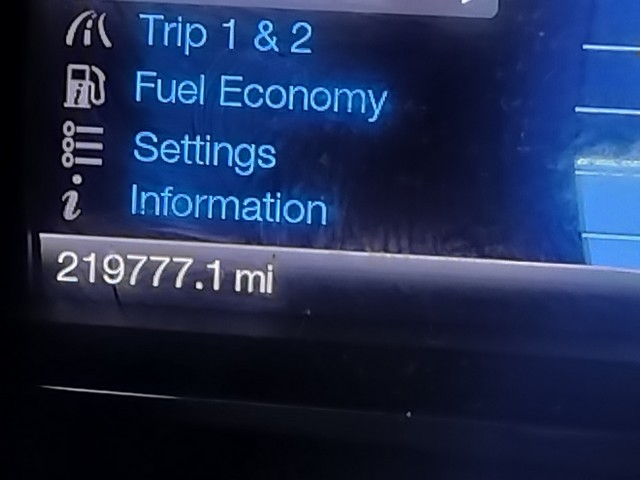 Trip 1 & 2
Fuel Economy
Settings
Information
219777.1 mi